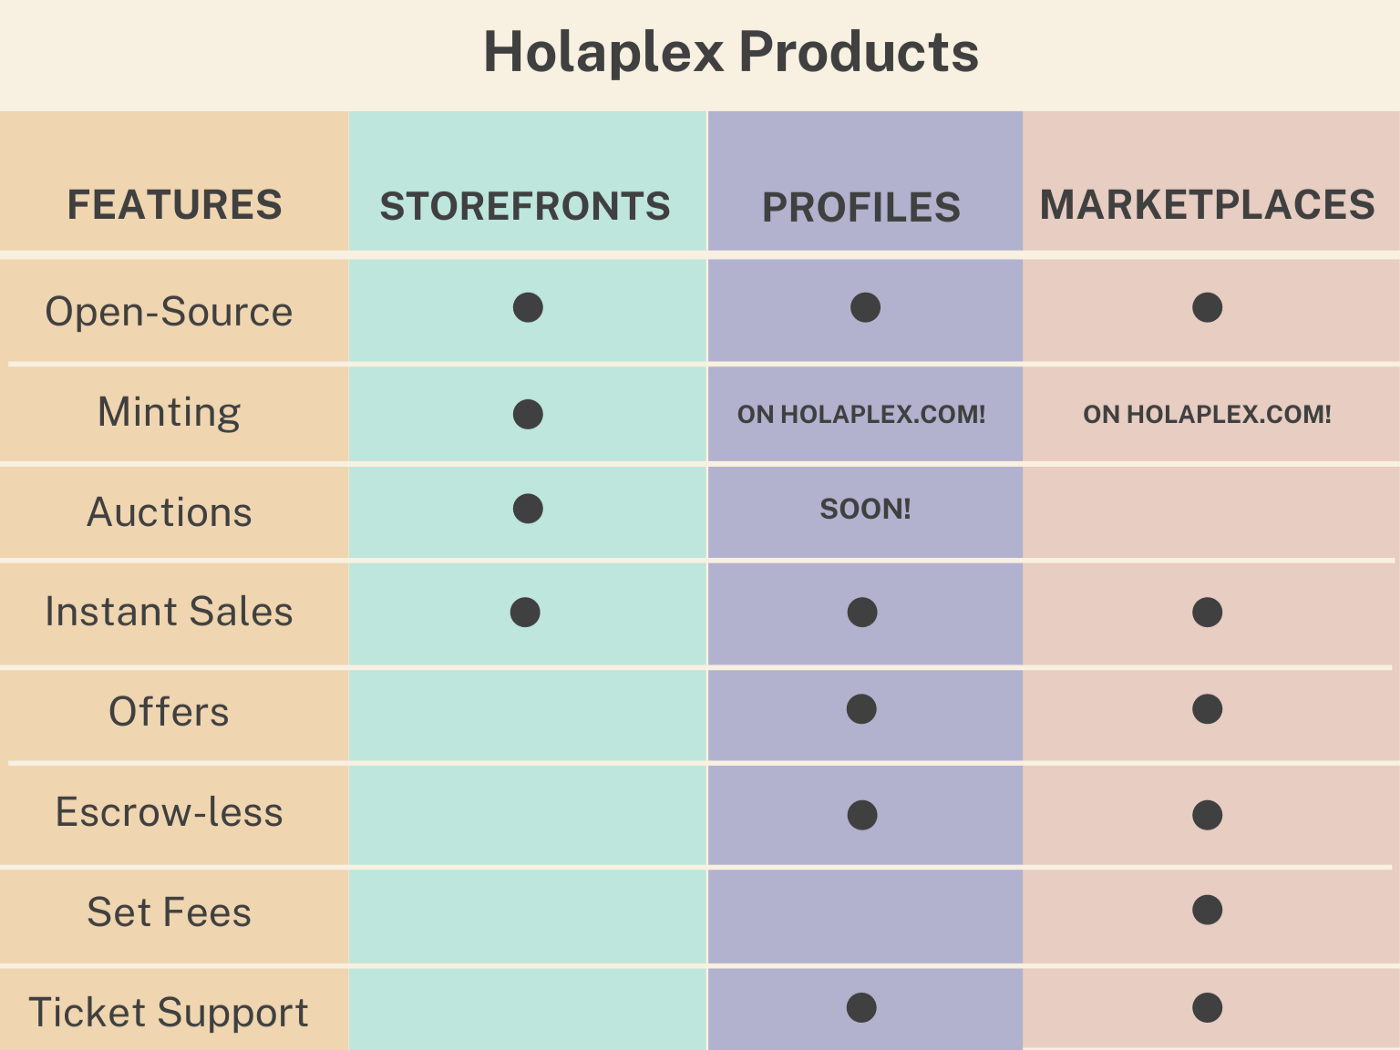 Holaplex Products
FEATURES STOREFRONTS PROFILES MARKETPLACES
Open-Source ● ● ●
Minting ● ON HOLAPLEX.COM! ON HOLAPLEX.COM!
Auctions ● SOON!
Instant Sales ● ● ●
Offers ● ●
Escrow-less ● ●
Set Fees ●
Ticket Support ● ●